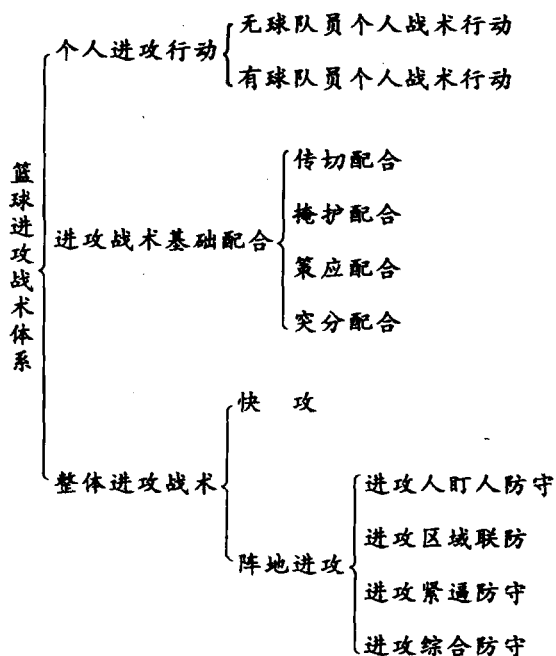 篮球进攻战术体系
个人进攻行动
无球队员个人战术行动
有球队员个人战术行动
进攻战术基础配合
传切配合
掩护配合
策应配合
突分配合
整体进攻战术
快 攻
阵地进攻
进攻人盯人防守
进攻区域联防
进攻紧逼防守
进攻综合防守